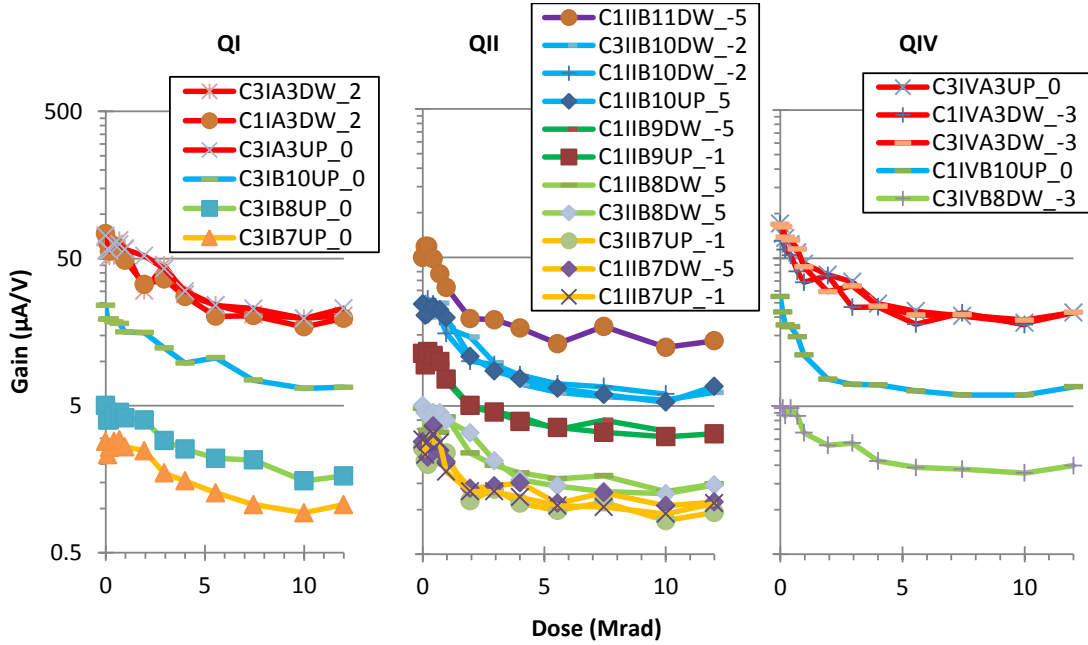 QI
QII
QIV
C3IA3DW_2
C1IA3DW_2
C3IA3UP_0
C3IB10UP_0
C3IB8UP_0
C3IB7UP_0
C1IIB11DW_-5
C3IIB10DW_-2
C1IIB10DW_-2
C1IIB10UP_5
C1IIB9DW_-5
C1IIB9UP_-1
C1IIB8DW_5
C3IIB8DW_5
C3IIB7UP_-1
C1IIB7DW_-5
C1IIB7UP_-1
C3IVA3UP_0
C1IVA3DW_-3
C3IVA3DW_-3
C1IVB10UP_0
C3IVB8DW_-3
Gain (μA/V)
500
50
5
0.5
0 5 10
0 5 10
0 5 10
Dose (Mrad)